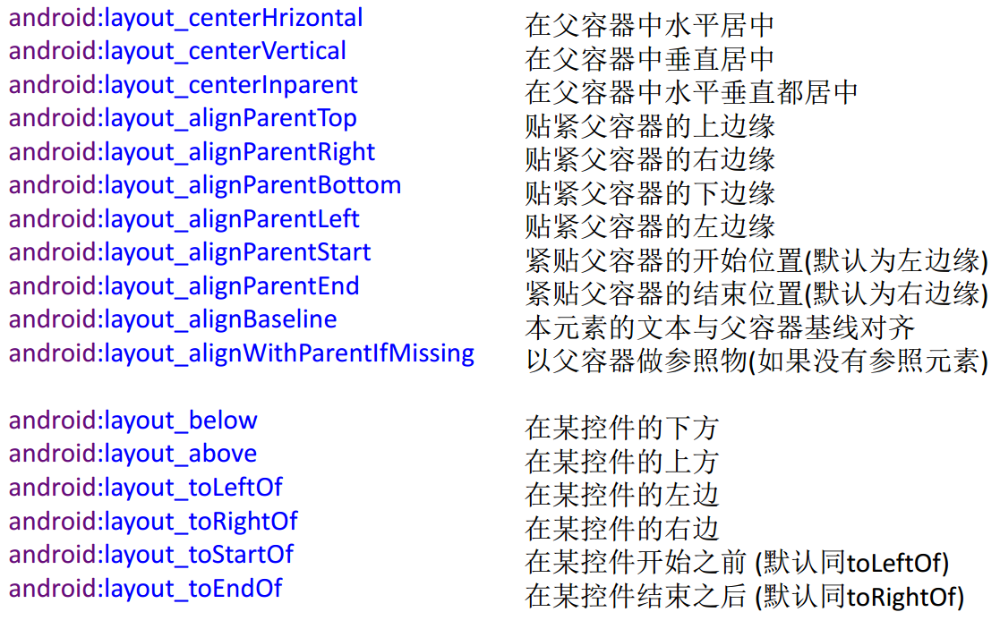 android:layout_centerHrizontal 在父容器中水平居中
android:layout_centerVertical 在父容器中垂直居中
android:layout_centerInparent 在父容器中水平垂直都居中
android:layout_alignParentTop 贴紧父容器的上边缘
android:layout_alignParentRight 贴紧父容器的右边缘
android:layout_alignParentBottom 贴紧父容器的下边缘
android:layout_alignParentLeft 贴紧父容器的左边缘
android:layout_alignParentStart 紧贴父容器的开始位置(默认为左边缘)
android:layout_alignParentEnd 紧贴父容器的结束位置(默认为右边缘)
android:layout_alignBaseline 本元素的文本与父容器基线对齐
android:layout_alignWithParentIfMissing 以父容器做参照物(如果没有参照元素)
android:layout_below 在某控件的下方
android:layout_above 在某控件的上方
android:layout_toLeftOf 在某控件的左边
android:layout_toRightOf 在某控件的右边
android:layout_toStartOf 在某控件开始之前 (默认同toLeftOf)
android:layout_toEndOf 在某控件结束之后 (默认同toRightOf)